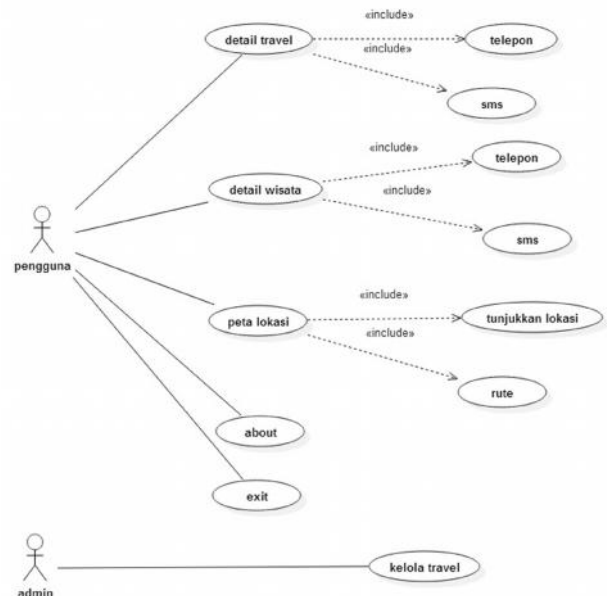 «include»
detail travel
telepon
«include»
sms
«include»
telepon
detail wisata
«include»
sms
pengguna
«include»
peta lokasi
tunjukkan lokasi
«include»
rute
about
exit
kelola travel
admin